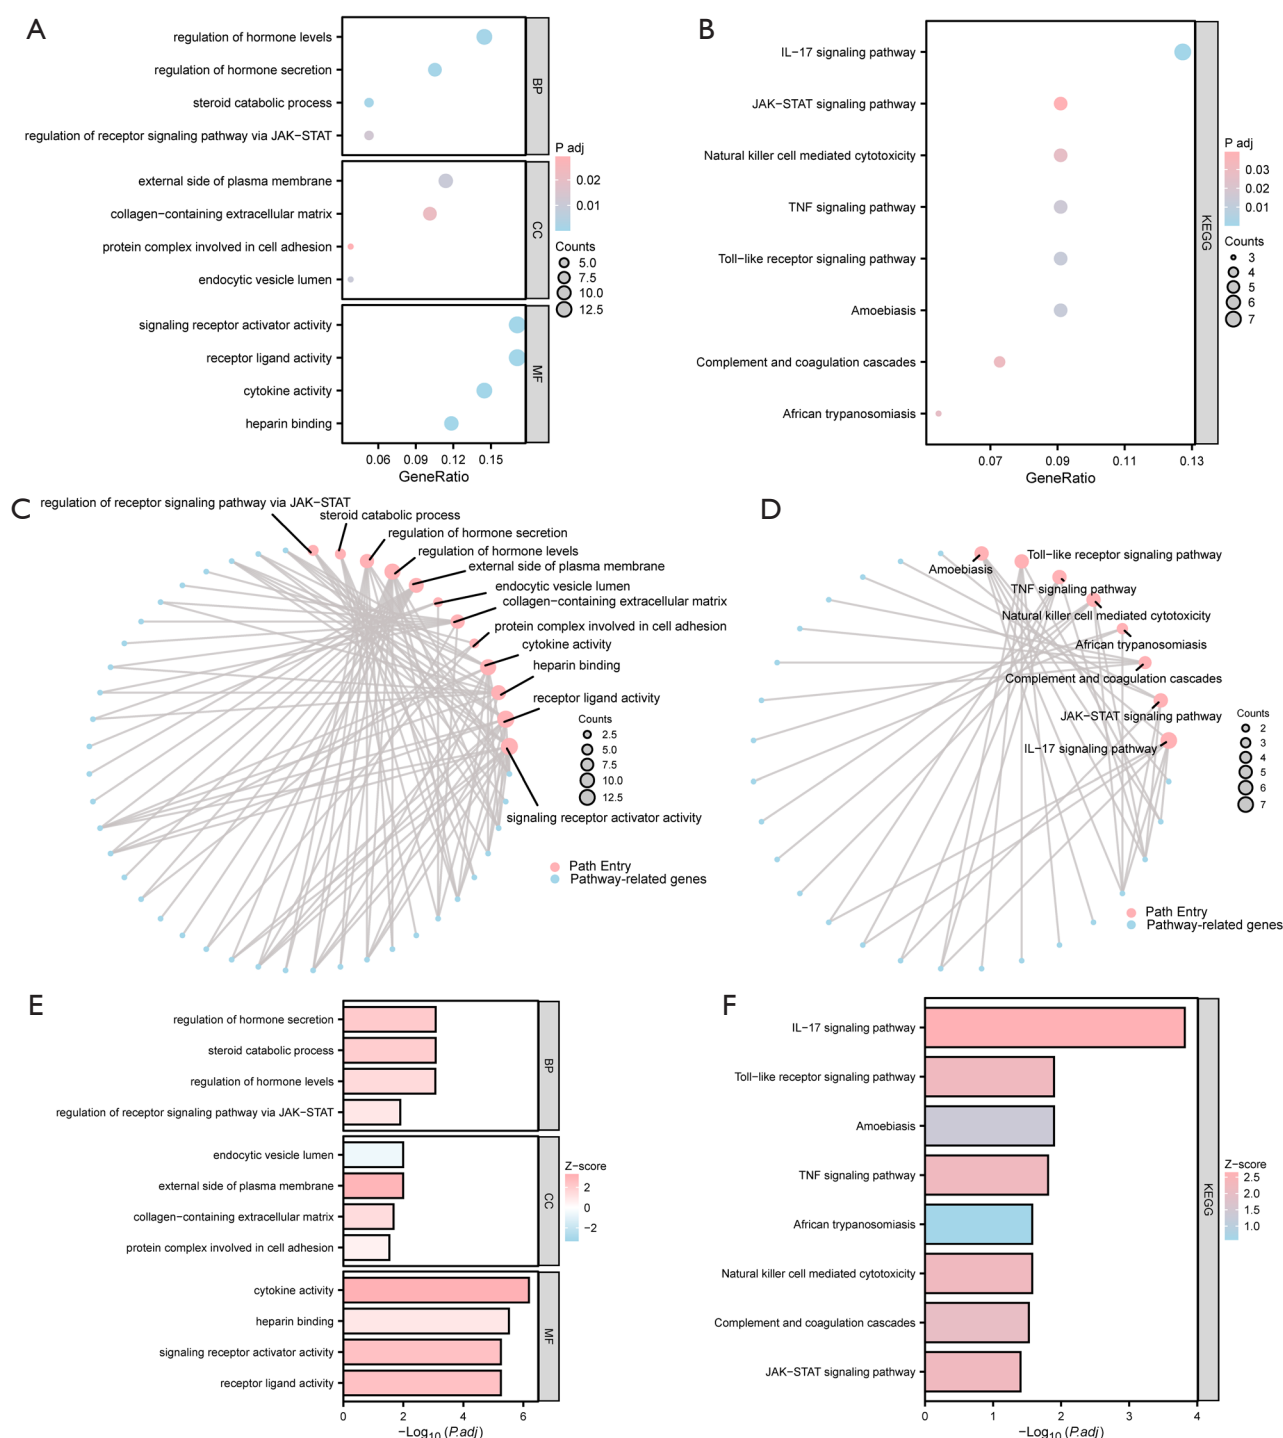 A
regulation of hormone levels
regulation of hormone secretion
steroid catabolic process
regulation of receptor signaling pathway via JAK−STAT
BP
external side of plasma membrane
collagen−containing extracellular matrix
protein complex involved in cell adhesion
endocytic vesicle lumen
CC
signaling receptor activator activity
receptor ligand activity
cytokine activity
heparin binding
MF
0.06 0.09 0.12 0.15
GeneRatio
P adj
0.02
0.01
Counts
5.0
7.5
10.0
12.5
B
IL−17 signaling pathway
JAK−STAT signaling pathway
Natural killer cell mediated cytotoxicity
TNF signaling pathway
Toll−like receptor signaling pathway
Amoebiasis
Complement and coagulation cascades
African trypanosomiasis
KEGG
0.07 0.09 0.11 0.13
GeneRatio
P adj
0.03
0.02
0.01
Counts
3
4
5
6
7
C
regulation of receptor signaling pathway via JAK−STAT
steroid catabolic process
regulation of hormone secretion
regulation of hormone levels
external side of plasma membrane
endocytic vesicle lumen
collagen−containing extracellular matrix
protein complex involved in cell adhesion
cytokine activity
heparin binding
receptor ligand activity
signaling receptor activator activity
Counts
2.5
5.0
7.5
10.0
12.5
Path Entry
Pathway−related genes
D
Toll−like receptor signaling pathway
Amoebiasis
TNF signaling pathway
Natural killer cell mediated cytotoxicity
African trypanosomiasis
Complement and coagulation cascades
JAK−STAT signaling pathway
IL−17 signaling pathway
Counts
2
3
4
5
6
7
Path Entry
Pathway−related genes
E
regulation of hormone secretion
steroid catabolic process
regulation of hormone levels
regulation of receptor signaling pathway via JAK−STAT
BP
endocytic vesicle lumen
external side of plasma membrane
collagen−containing extracellular matrix
protein complex involved in cell adhesion
CC
cytokine activity
heparin binding
signaling receptor activator activity
receptor ligand activity
MF
0 2 4 6
−Log10 (P.adj)
Z−score
2
0
−2
F
IL−17 signaling pathway
Toll−like receptor signaling pathway
Amoebiasis
TNF signaling pathway
African trypanosomiasis
Natural killer cell mediated cytotoxicity
Complement and coagulation cascades
JAK−STAT signaling pathway
KEGG
0 1 2 3 4
−Log10 (P.adj)
Z−score
2.5
2.0
1.5
1.0